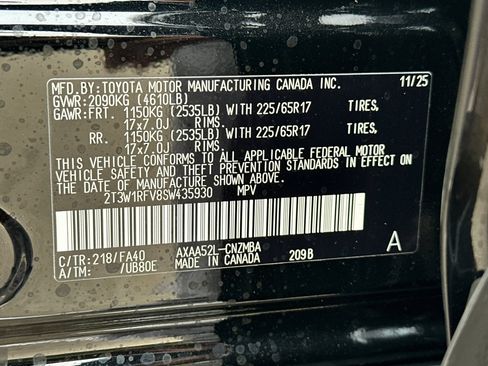 MFD.BY:TOYOTA MOTOR MANUFACTURING CANADA INC. 11/25
GVWR:2090KG (4610LB)
GAWR:FRT. 1150KG (2535LB) WITH 225/65R17 TIRES,
17x7.0J RIMS.
RR. 1150KG (2535LB) WITH 225/65R17 TIRES,
17x7.0J RIMS.
THIS VEHICLE CONFORMS TO ALL APPLICABLE FEDERAL MOTOR
VEHICLE SAFETY AND THEFT PREVENTION STANDARDS IN EFFECT
ON THE DATE OF MANUFACTURE SHOWN ABOVE.
2T3W1RFV8SW435930 MPV
C/TR:218/FA40 AXAA52L-CNZMBA
A/TM: /UB80E MADE IN CANADA 209B A